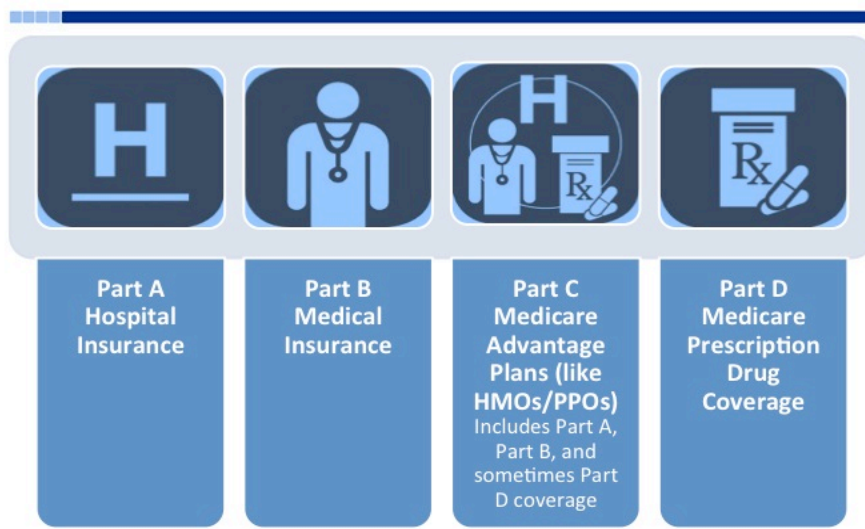 H
H
Rx
Rx
Part A
Hospital
Insurance
Part B
Medical
Insurance
Part C
Medicare
Advantage
Plans (like
HMOs/PPOs)
Includes Part A,
Part B, and
sometimes Part
D coverage
Part D
Medicare
Prescription
Drug
Coverage